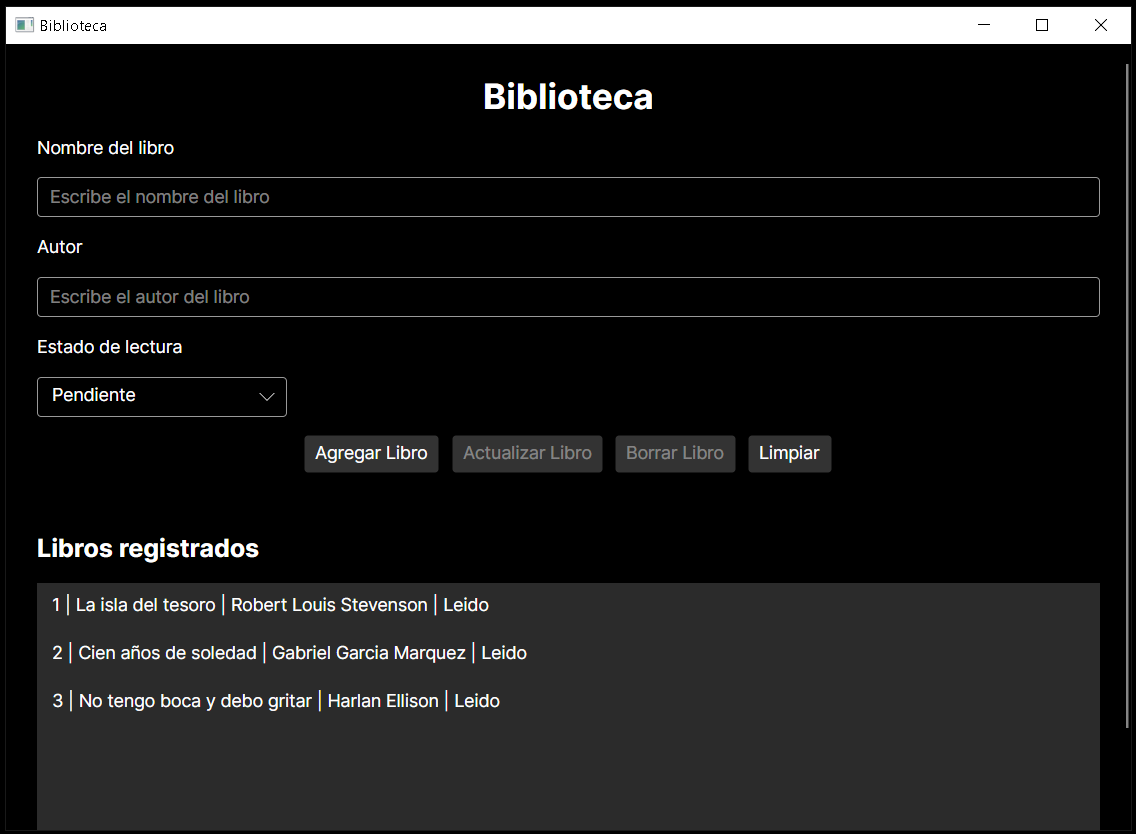 Biblioteca
Biblioteca
Nombre del libro
Escribe el nombre del libro
Autor
Escribe el autor del libro
Estado de lectura
Pendiente
Agregar Libro Actualizar Libro Borrar Libro Limpiar
Libros registrados
1 | La isla del tesoro | Robert Louis Stevenson | Leido
2 | Cien años de soledad | Gabriel Garcia Marquez | Leido
3 | No tengo boca y debo gritar | Harlan Ellison | Leido